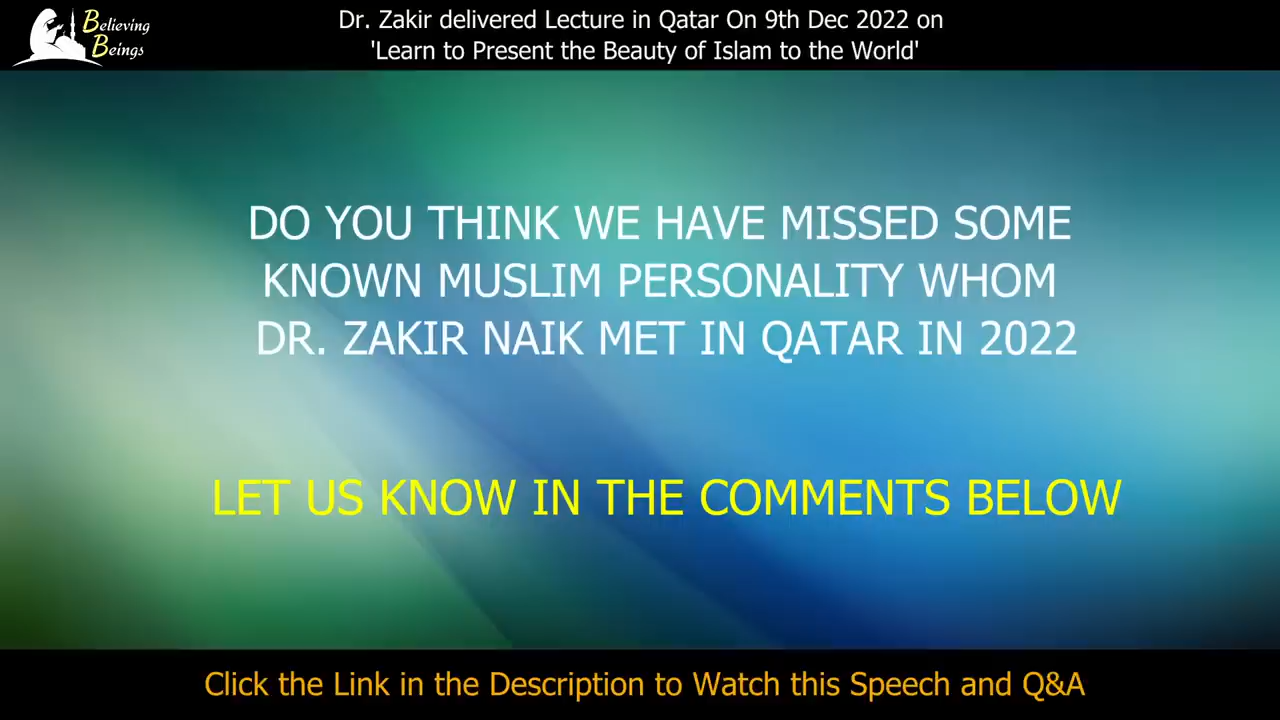 Believing
Beings
Dr. Zakir delivered Lecture in Qatar On 9th Dec 2022 on
'Learn to Present the Beauty of Islam to the World'
DO YOU THINK WE HAVE MISSED SOME
KNOWN MUSLIM PERSONALITY WHOM
DR. ZAKIR NAIK MET IN QATAR IN 2022
LET US KNOW IN THE COMMENTS BELOW
Click the Link in the Description to Watch this Speech and Q&A